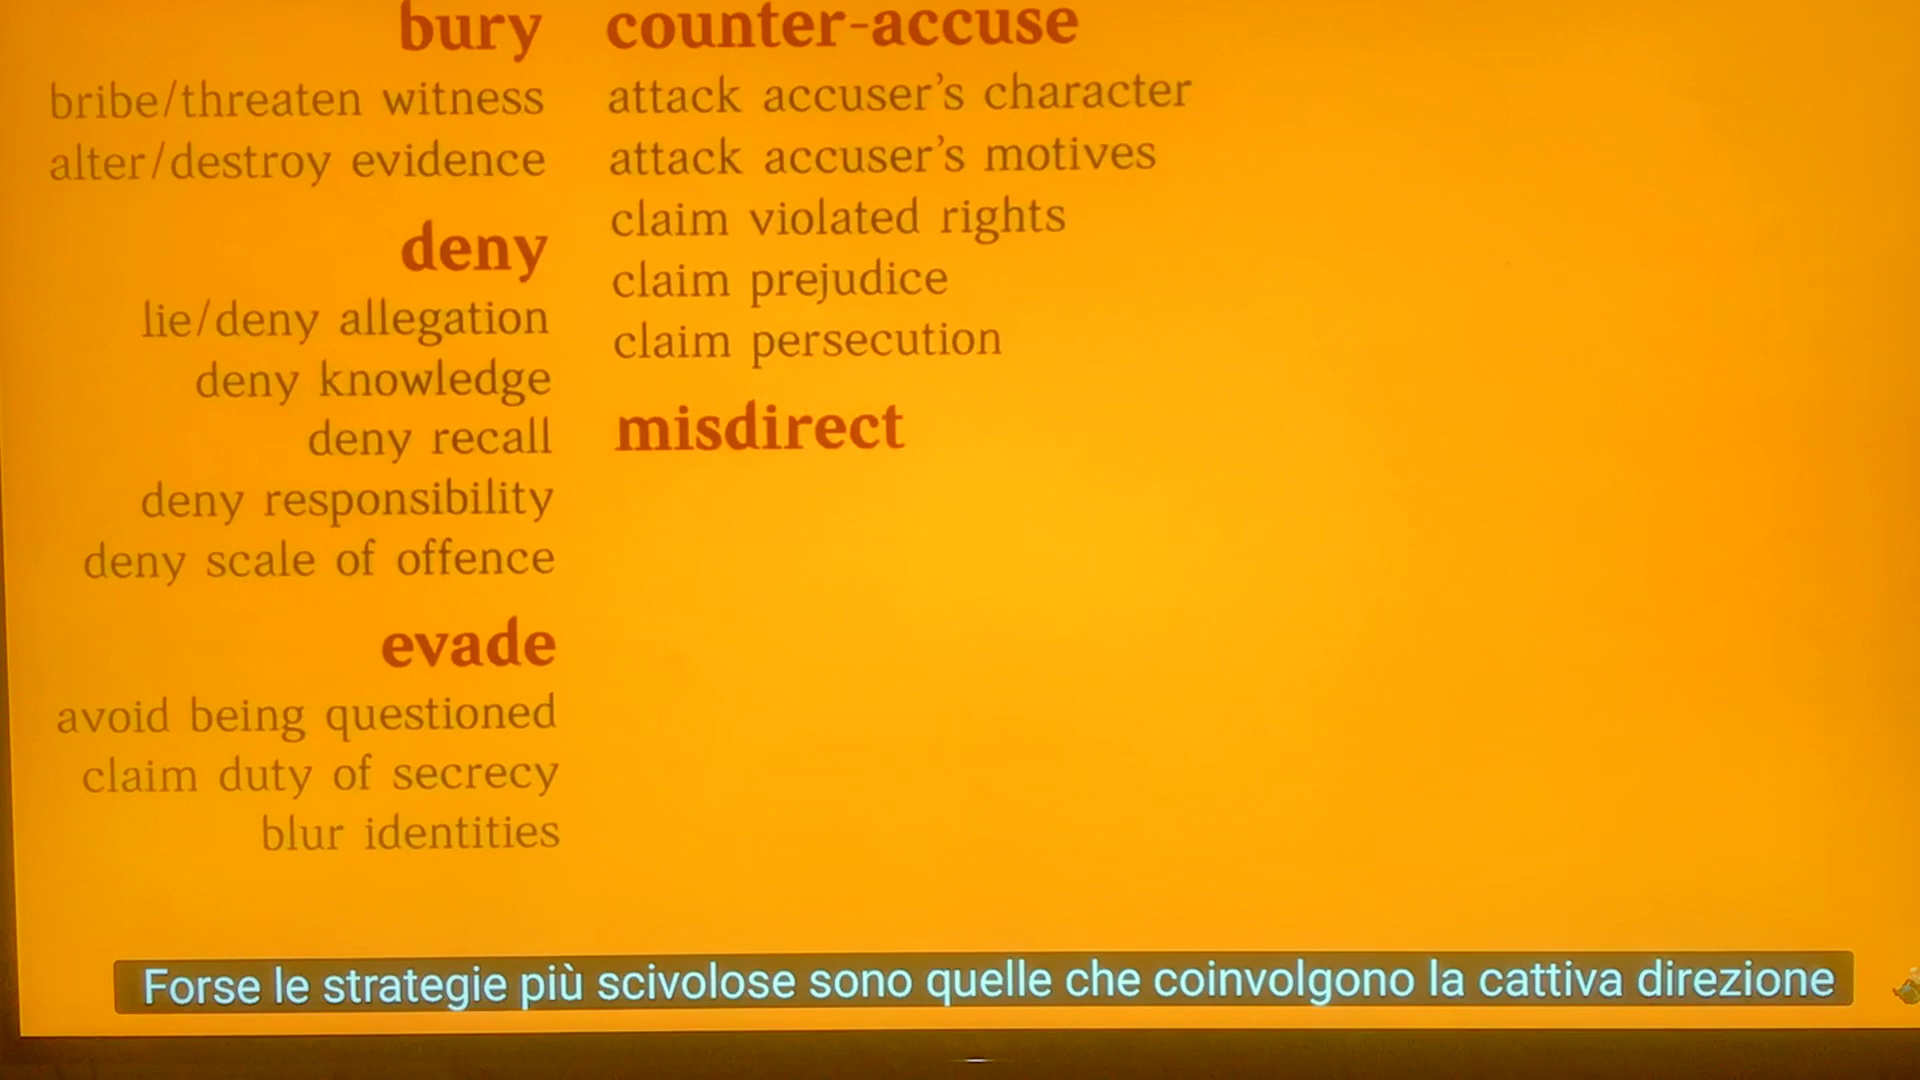 bury
bribe/threaten witness
alter/destroy evidence
deny
lie/deny allegation
deny knowledge
deny recall
deny responsibility
deny scale of offence
evade
avoid being questioned
claim duty of secrecy
blur identities
counter-accuse
attack accuser’s character
attack accuser’s motives
claim violated rights
claim prejudice
claim persecution
misdirect
Forse le strategie più scivolose sono quelle che coinvolgono la cattiva direzione